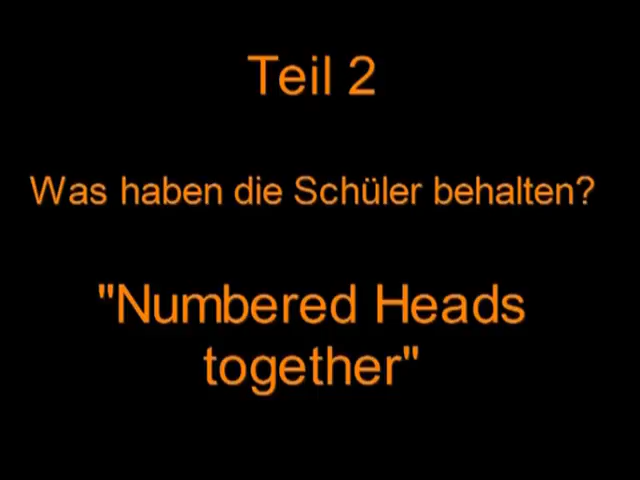 Teil 2
Was haben die Schüler behalten?
"Numbered Heads
together"